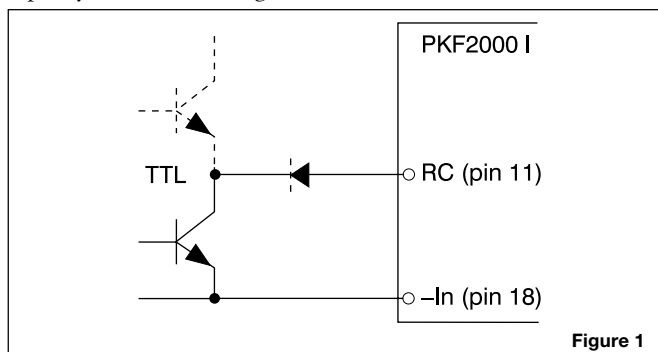 PKF2000 I
TTL
RC (pin 11)
–In (pin 18)
Figure 1